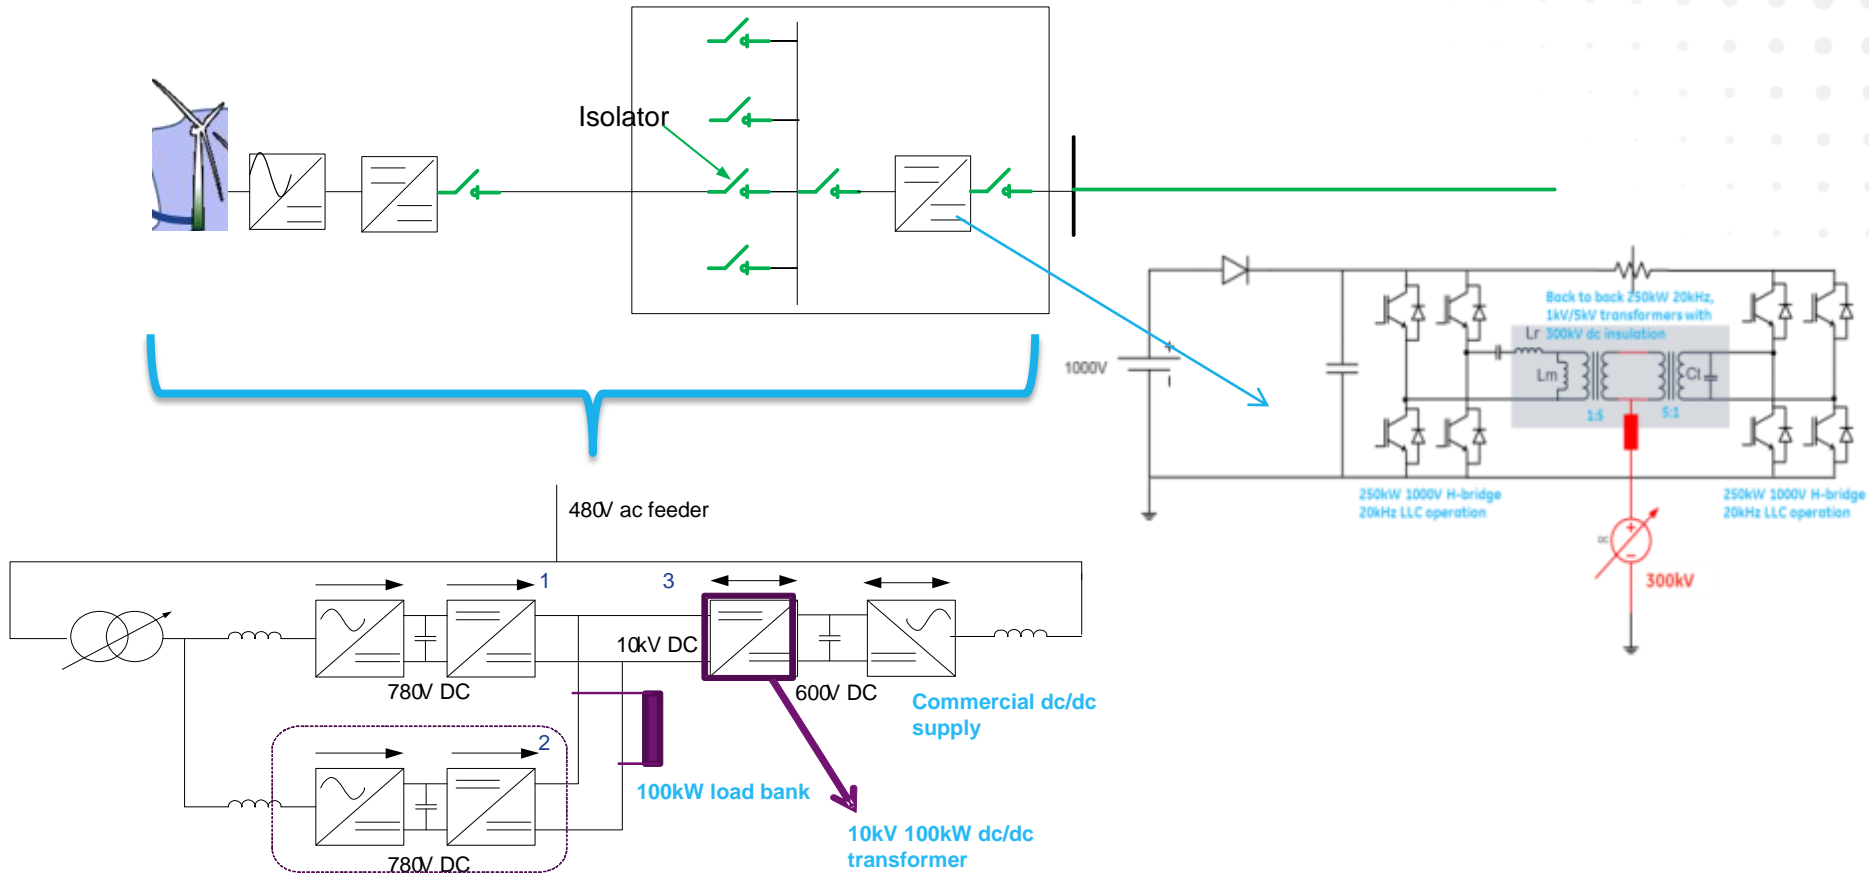 Isolator
Back to back 250kW 20kHz,
1kV/5kV transformers with
300kV dc insulation
Lr
1000V
+
Lm
Ct
1:5
5:1
250kW 1000V H-bridge
20kHz LLC operation
250kW 1000V H-bridge
20kHz LLC operation
DC
300kV
480V ac feeder
1
3
10kV DC
780V DC
600V DC
Commercial dc/dc
supply
2
100kW load bank
10kV 100kW dc/dc
transformer
780V DC